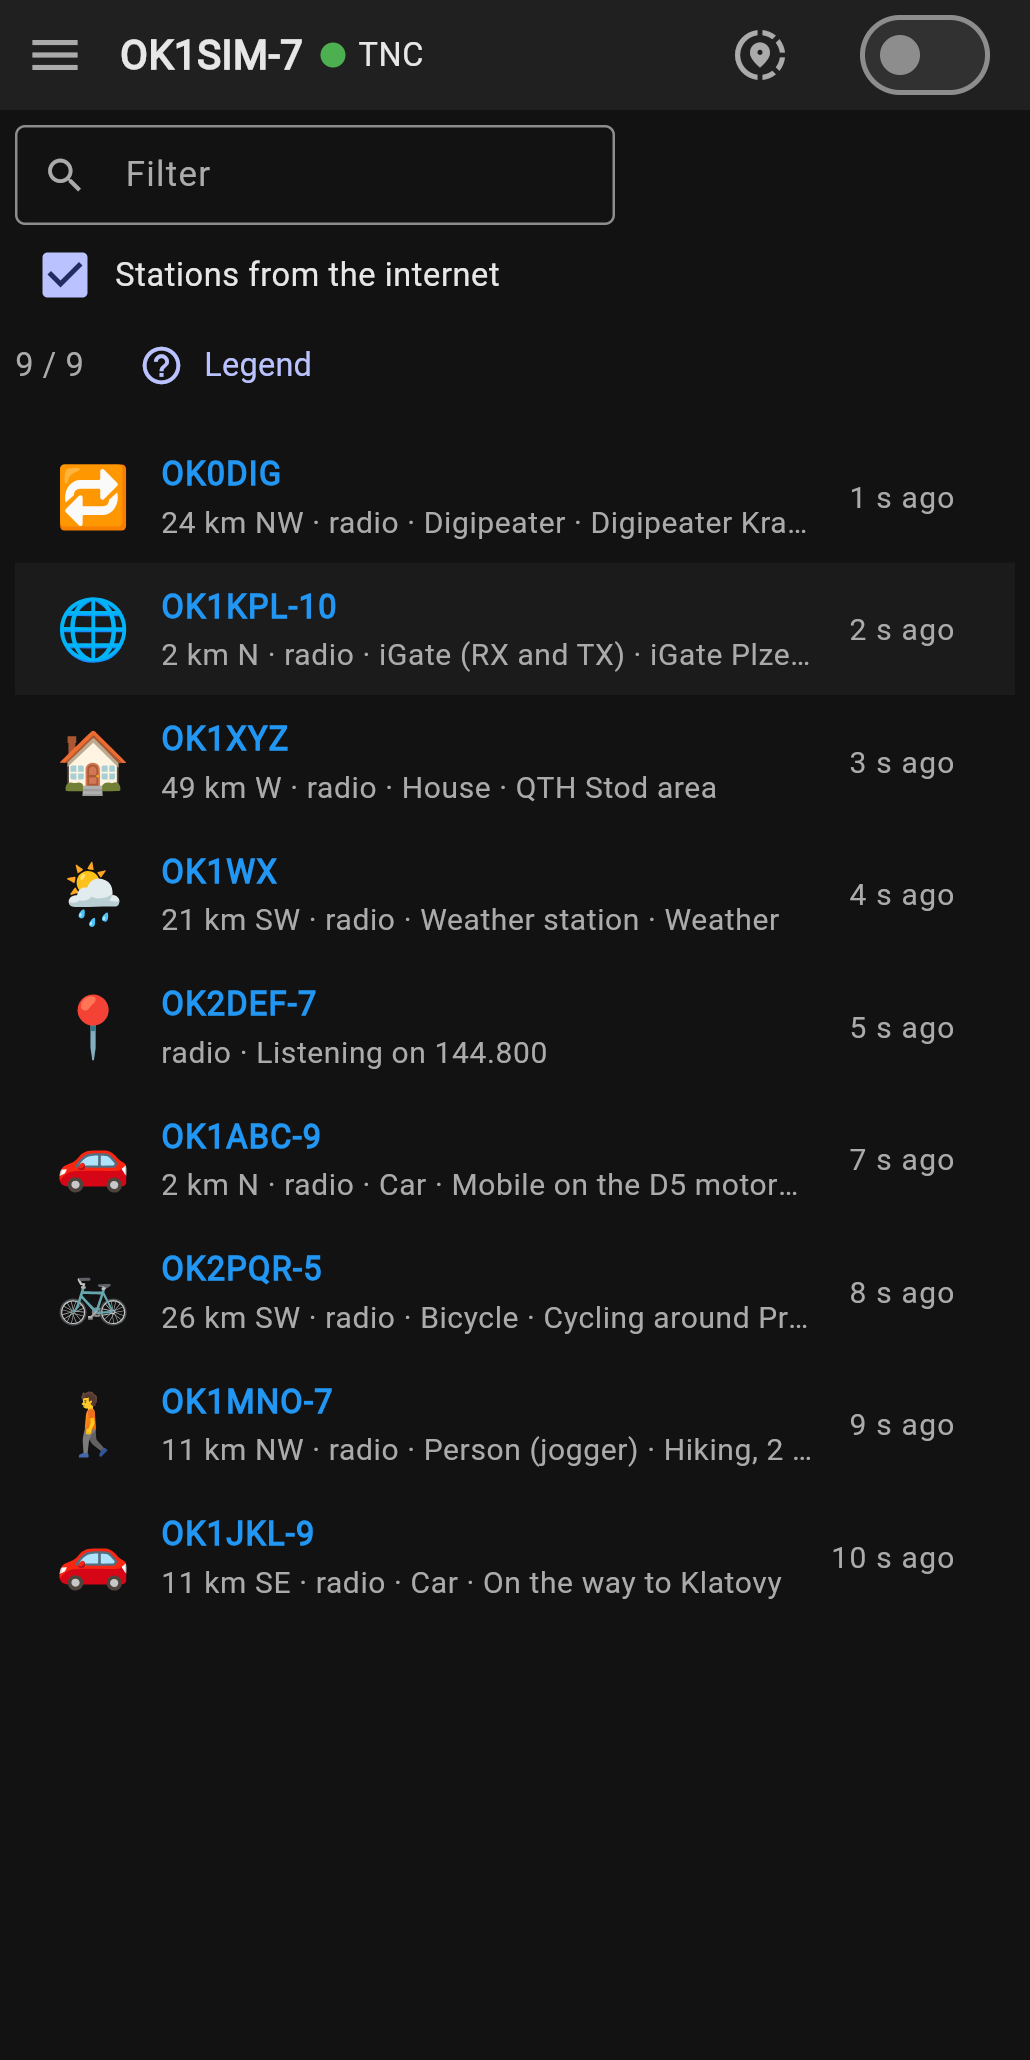 OK1SIM-7 TNC
Filter
Stations from the internet
9 / 9 Legend
OK0DIG
24 km NW · radio · Digipeater · Digipeater Kra…
1 s ago
OK1KPL-10
2 km N · radio · iGate (RX and TX) · iGate Plze…
2 s ago
OK1XYZ
49 km W · radio · House · QTH Stod area
3 s ago
OK1WX
21 km SW · radio · Weather station · Weather
4 s ago
OK2DEF-7
radio · Listening on 144.800
5 s ago
OK1ABC-9
2 km N · radio · Car · Mobile on the D5 motor…
7 s ago
OK2PQR-5
26 km SW · radio · Bicycle · Cycling around Pr…
8 s ago
OK1MNO-7
11 km NW · radio · Person (jogger) · Hiking, 2 …
9 s ago
OK1JKL-9
11 km SE · radio · Car · On the way to Klatovy
10 s ago